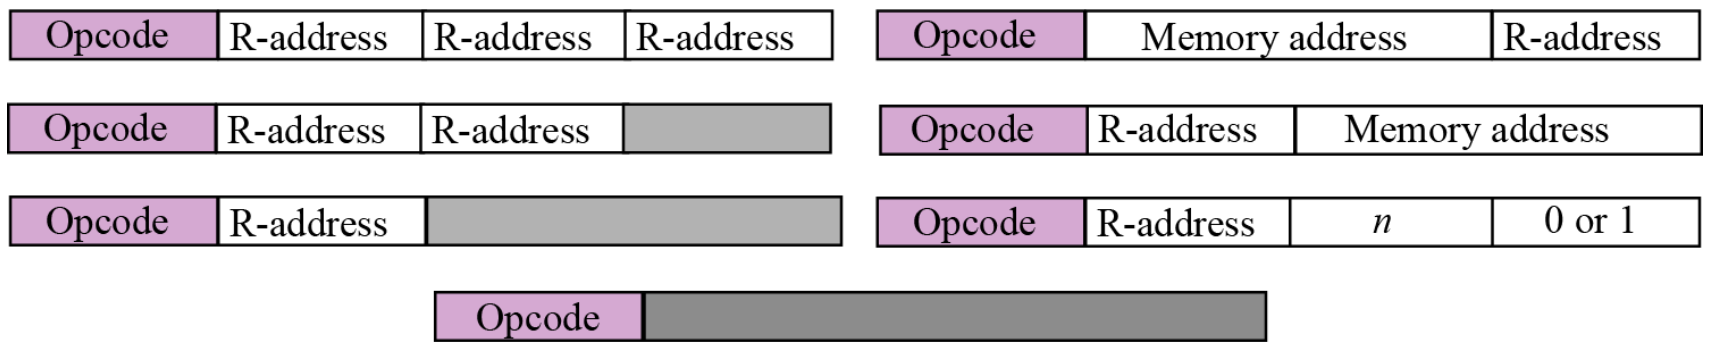 Opcode R-address R-address R-address
Opcode Memory address R-address
Opcode R-address R-address
Opcode R-address Memory address
Opcode R-address
Opcode R-address n 0 or 1
Opcode